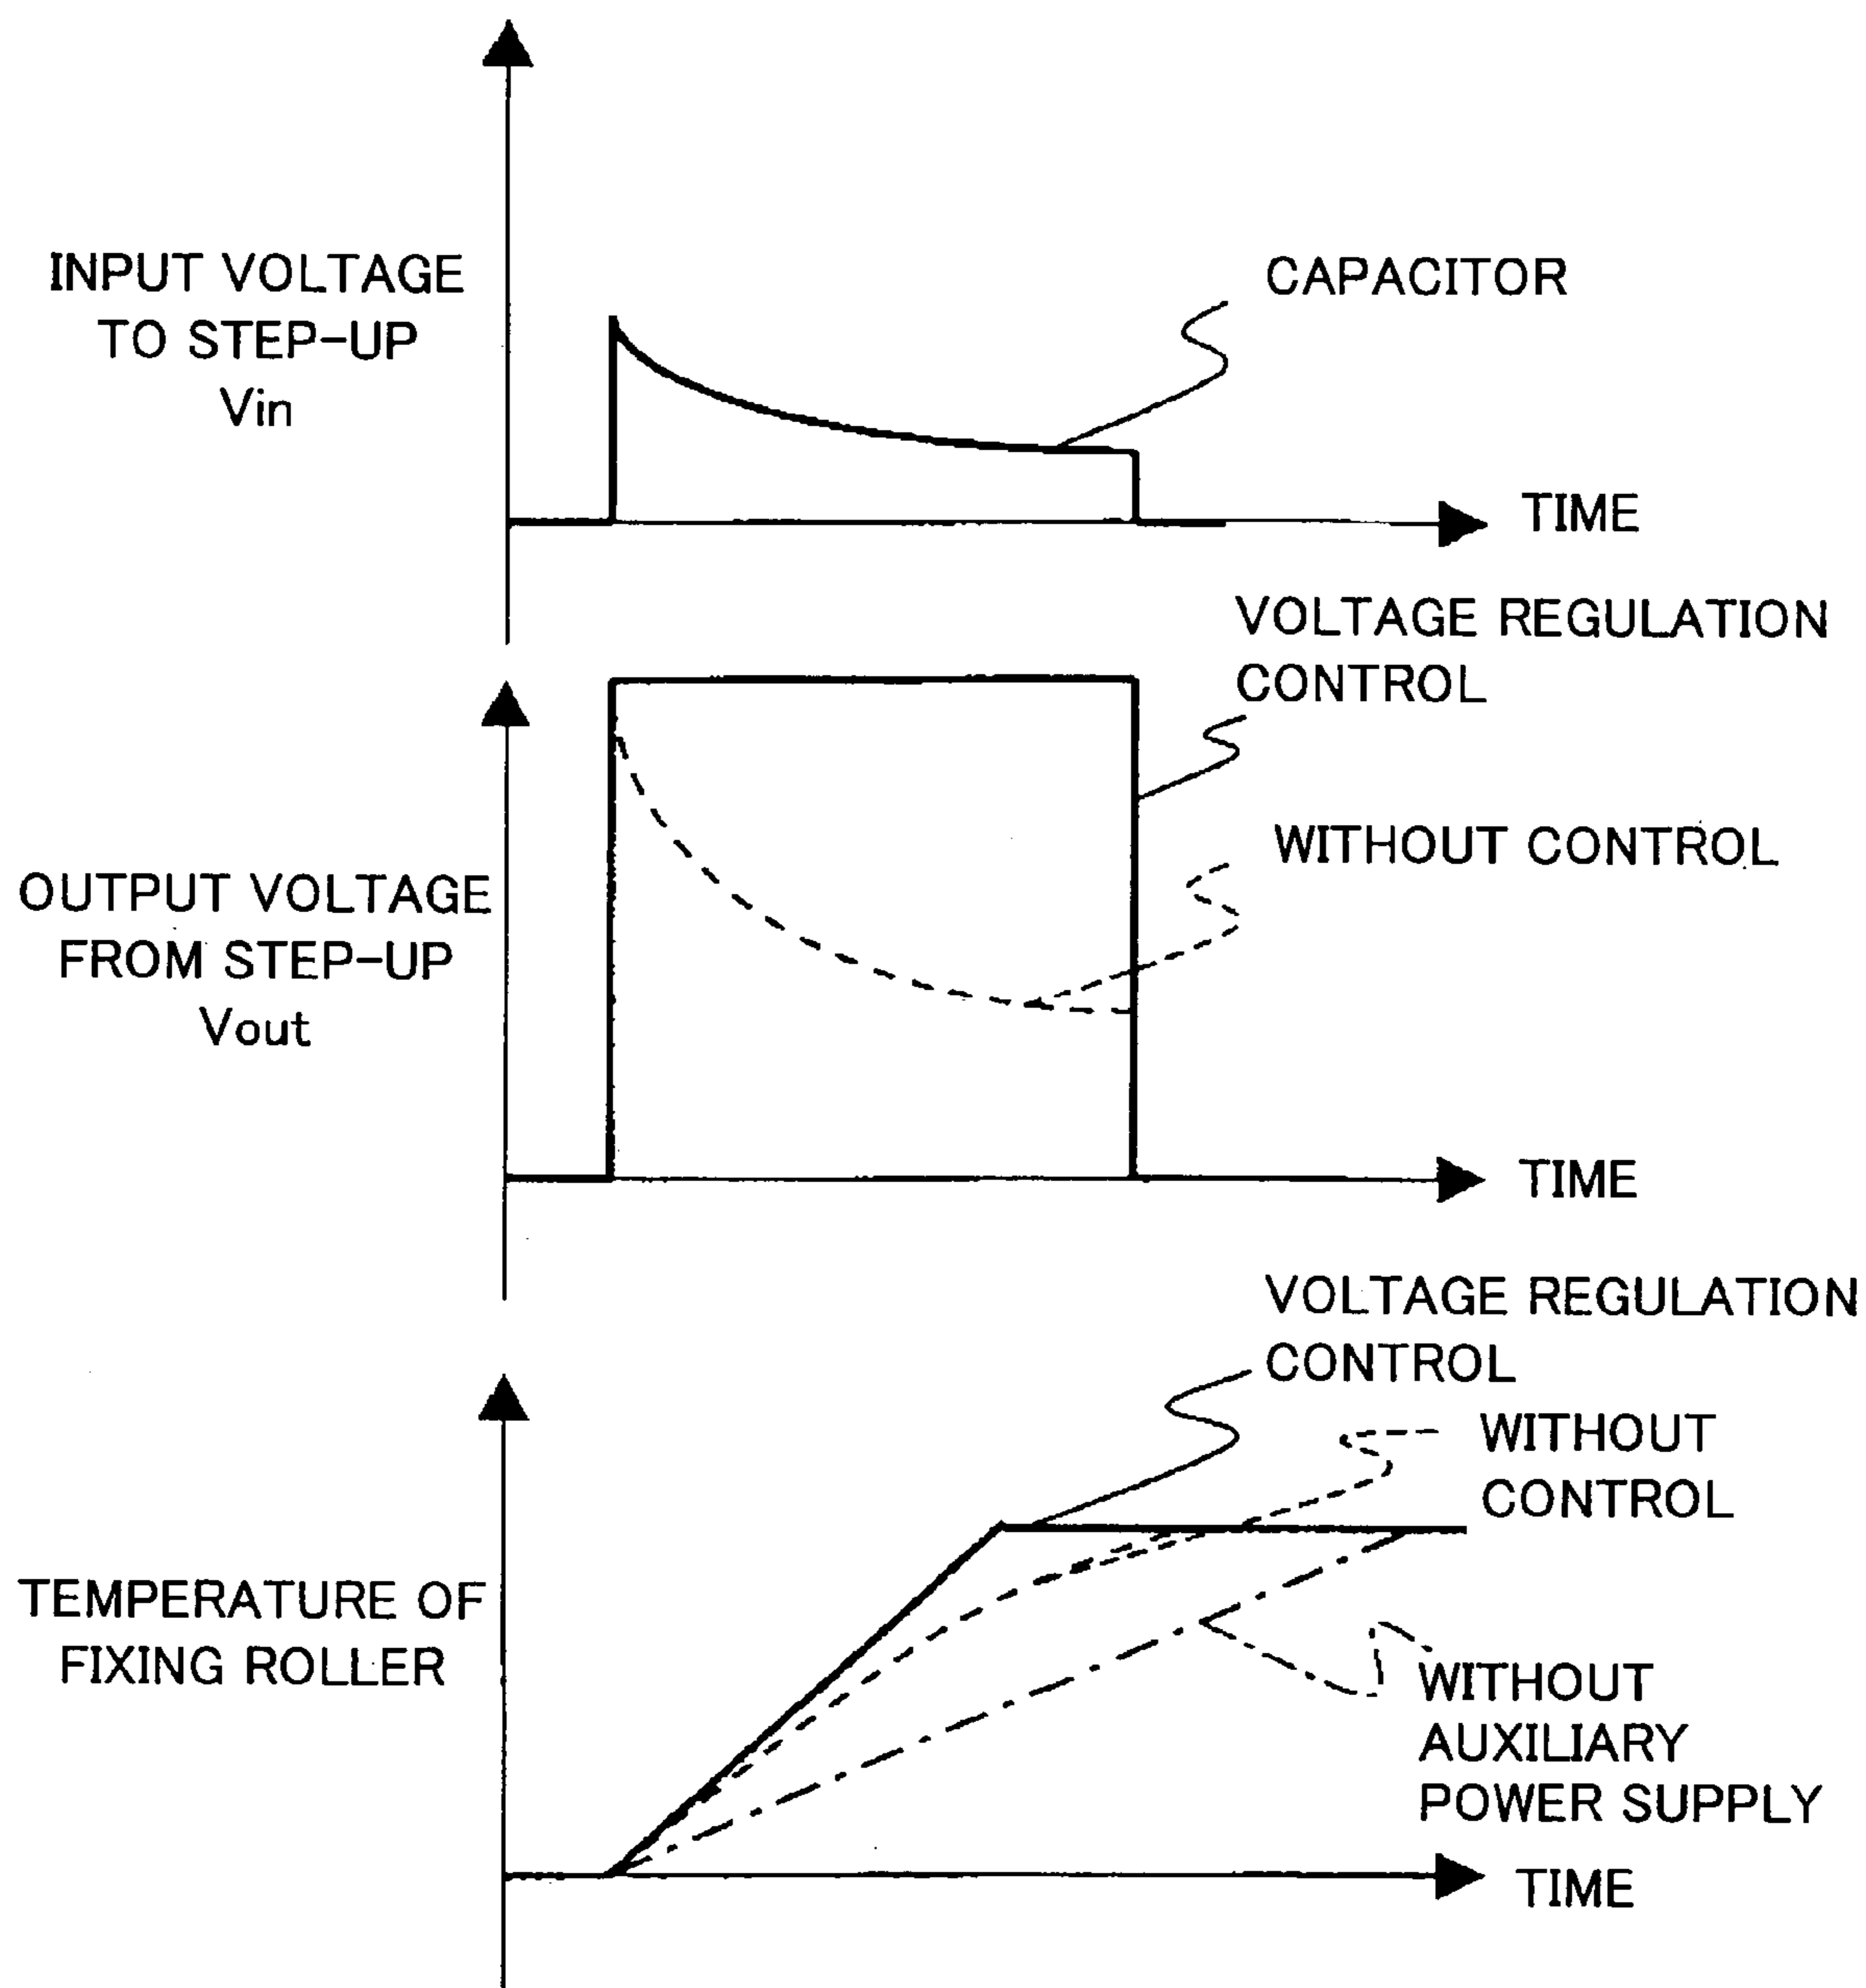 INPUT VOLTAGE
TO STEP-UP
Vin
CAPACITOR
TIME
VOLTAGE REGULATION
CONTROL
WITHOUT CONTROL
OUTPUT VOLTAGE
FROM STEP-UP
Vout
TIME
VOLTAGE REGULATION
CONTROL
WITHOUT
CONTROL
TEMPERATURE OF
FIXING ROLLER
WITHOUT
AUXILIARY
POWER SUPPLY
TIME